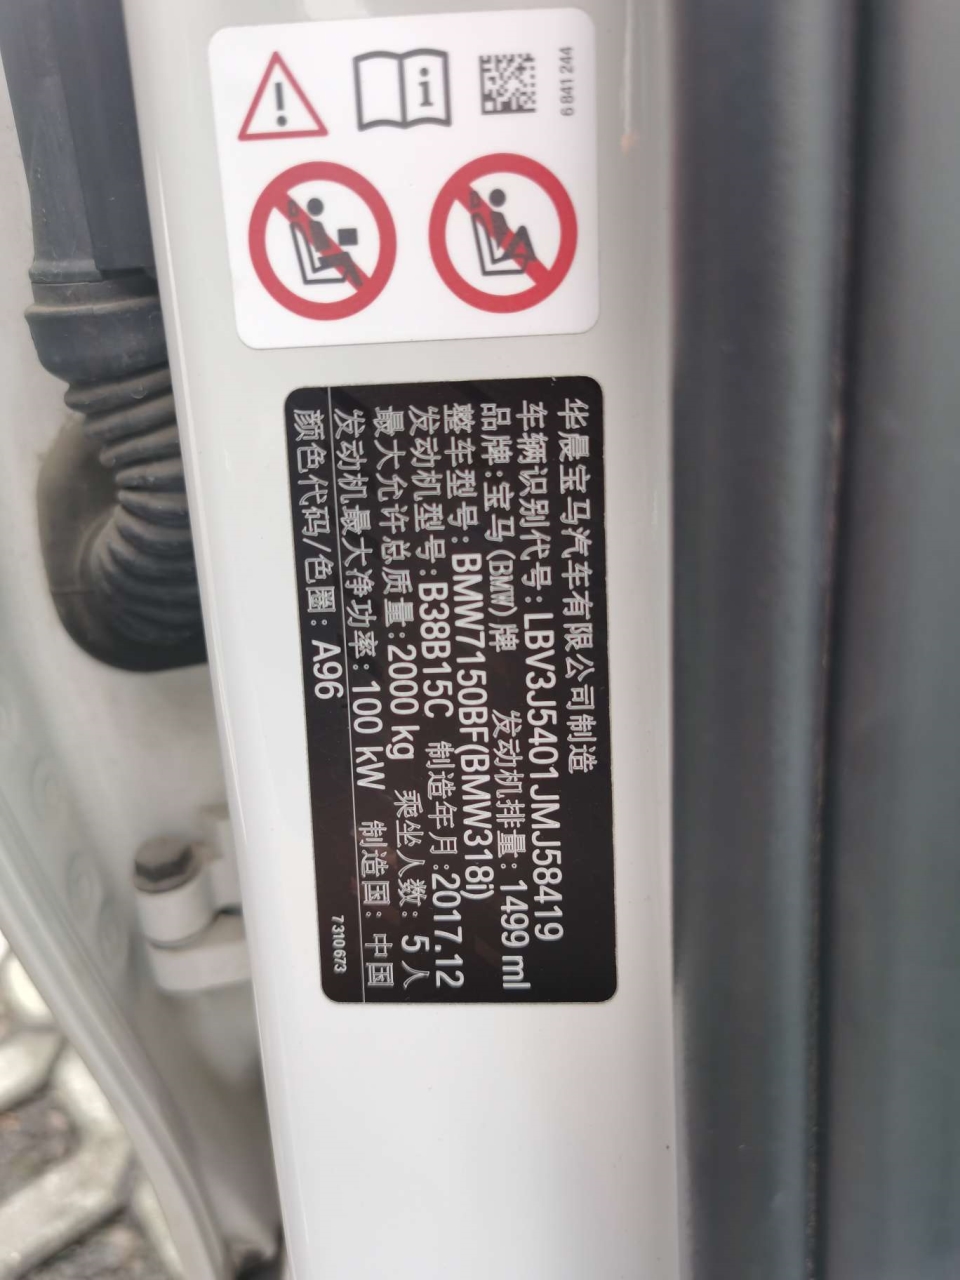 6 841 244
华晨宝马汽车有限公司制造
车辆识别代号: LBV3J5401JMJ58419
品牌: 宝马(BMW)牌 发动机排量: 1499 ml
整车型号: BMW7150BF(BMW318i)
发动机型号: B38B15C 制造年月: 2017.12
最大允许总质量: 2000 kg 乘坐人数: 5 人
发动机最大净功率: 100 kW 制造国: 中国
颜色代码/色圖: A96
7 310 673